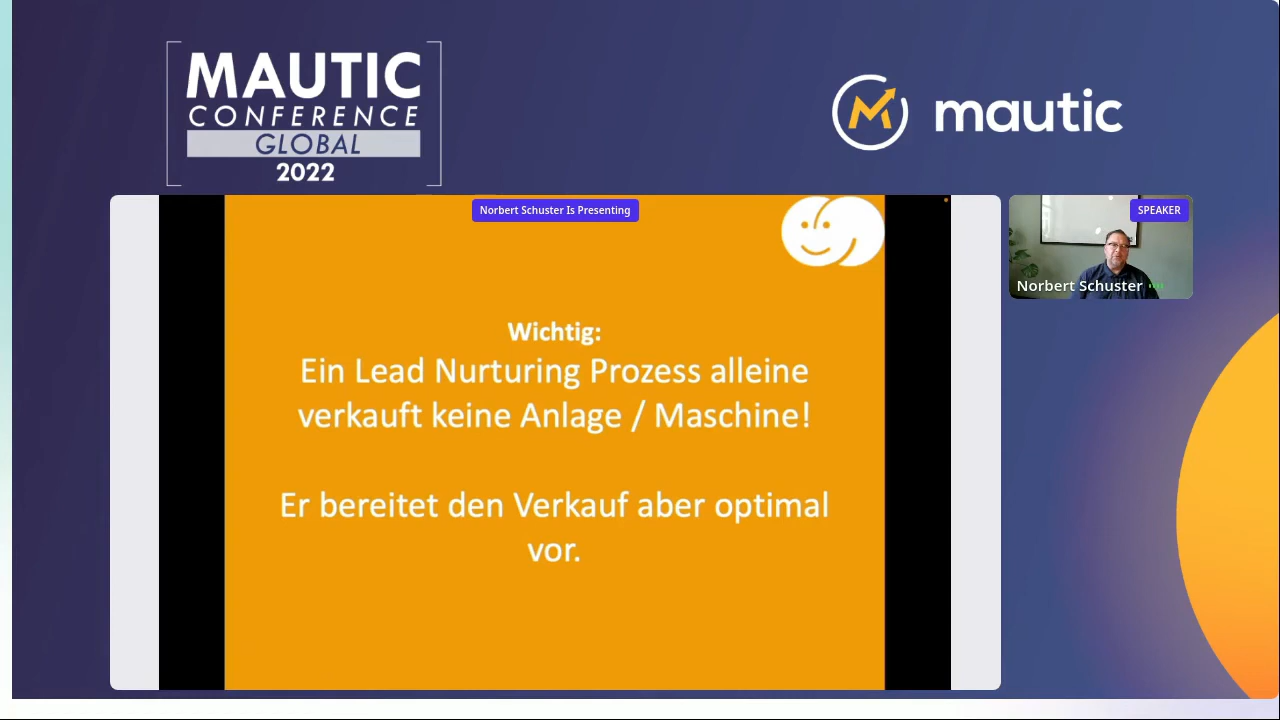 MAUTIC
CONFERENCE
GLOBAL
2022
mautic
Norbert Schuster Is Presenting
SPEAKER
Norbert Schuster
Wichtig:
Ein Lead Nurturing Prozess alleine
verkauft keine Anlage / Maschine!
Er bereitet den Verkauf aber optimal
vor.